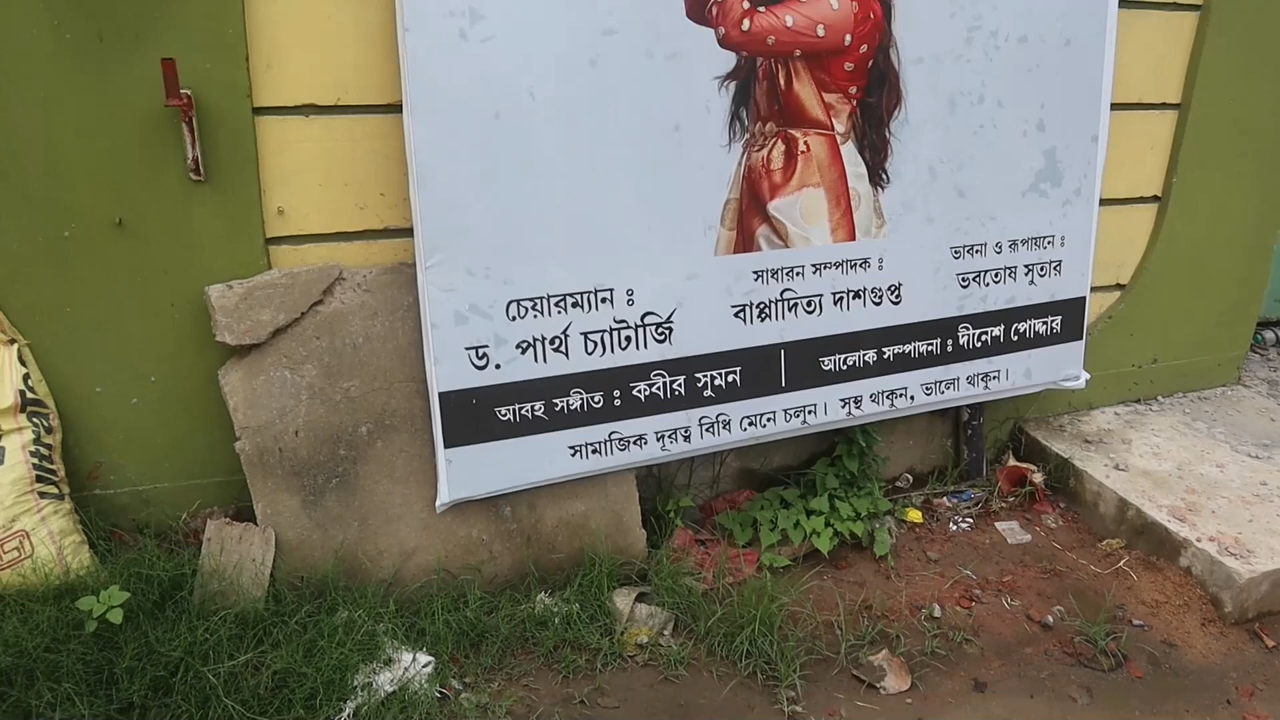 চেয়ারম্যান :
ড. পার্থ চ্যাটার্জি
সাধারন সম্পাদক :
বাপ্পাদিত্য দাশগুপ্ত
ভাবনা ও রূপায়নে :
ভবতোষ সুতার
আবহ সঙ্গীত : কবীর সুমন | আলোক সম্পাদনা : দীনেশ পোদ্দার
সামাজিক দূরত্ব বিধি মেনে চলুন। সুস্থ থাকুন, ভালো থাকুন।